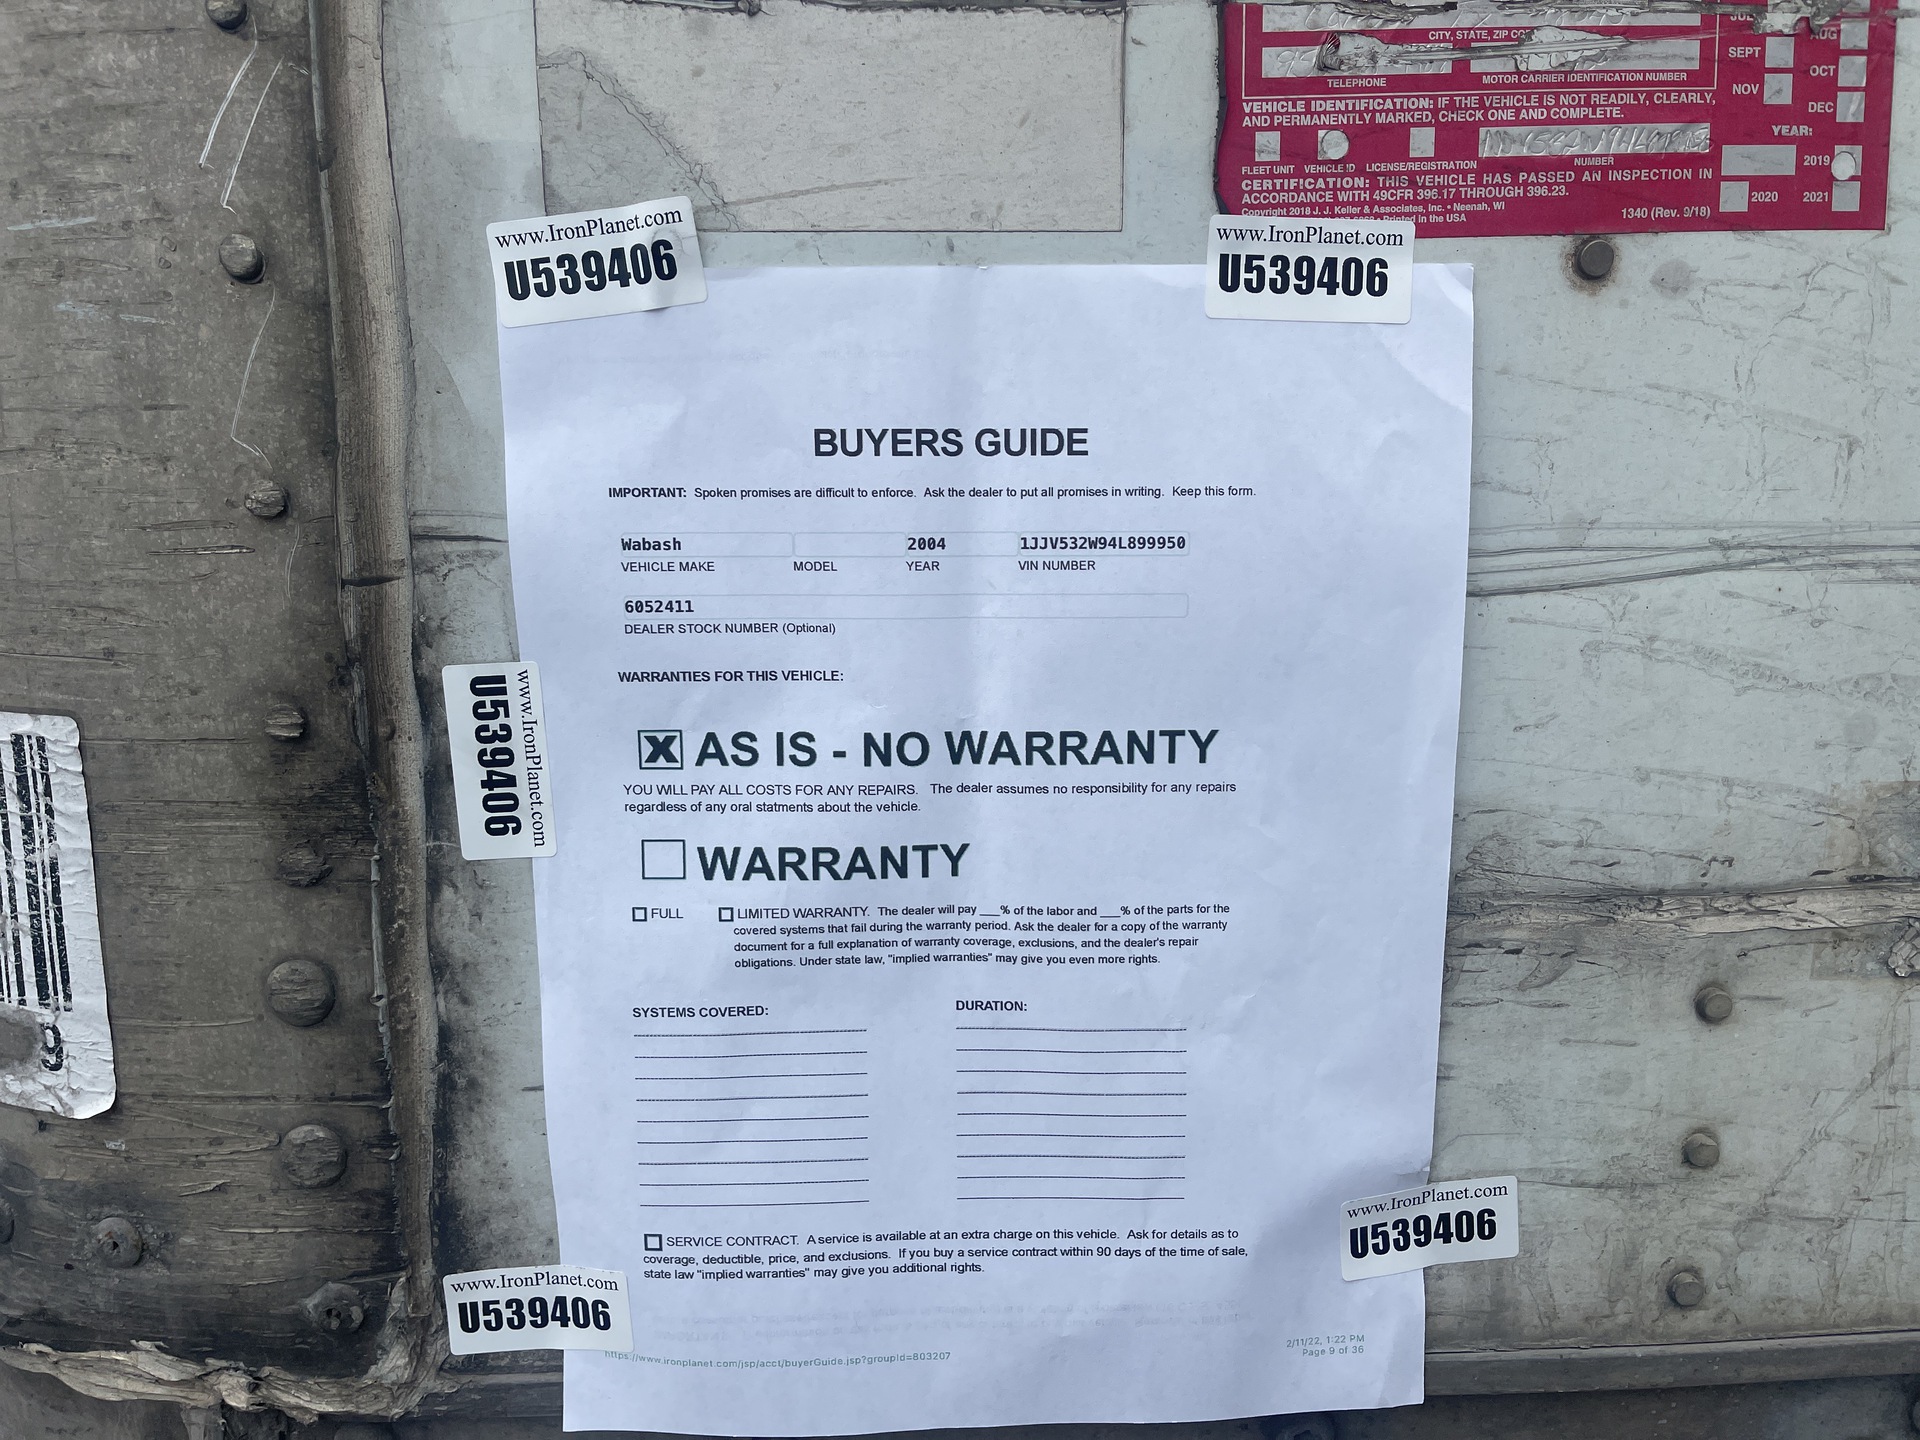 CITY, STATE, ZIP
TELEPHONE
MOTOR CARRIER IDENTIFICATION NUMBER
VEHICLE IDENTIFICATION: IF THE VEHICLE IS NOT READILY, CLEARLY,
AND PERMANENTLY MARKED, CHECK ONE AND COMPLETE.
FLEET UNIT VEHICLE ID LICENSE/REGISTRATION
NUMBER
CERTIFICATION: THIS VEHICLE HAS PASSED AN INSPECTION IN
ACCORDANCE WITH 49CFR 396.17 THROUGH 396.23.
Copyright 2018 J. J. Keller & Associates, Inc. • Neenah, WI
Printed in the USA
1340 (Rev. 9/18)
AUG
SEPT
OCT
NOV
DEC
YEAR:
2019
2020
2021
www.IronPlanet.com
U539406
www.IronPlanet.com
U539406
BUYERS GUIDE
IMPORTANT: Spoken promises are difficult to enforce. Ask the dealer to put all promises in writing. Keep this form.
Wabash 2004 1JJV532W94L899950
VEHICLE MAKE MODEL YEAR VIN NUMBER
6052411
DEALER STOCK NUMBER (Optional)
WARRANTIES FOR THIS VEHICLE:
X AS IS - NO WARRANTY
YOU WILL PAY ALL COSTS FOR ANY REPAIRS. The dealer assumes no responsibility for any repairs
regardless of any oral statments about the vehicle.
WARRANTY
FULL LIMITED WARRANTY. The dealer will pay ___% of the labor and ___% of the parts for the
covered systems that fail during the warranty period. Ask the dealer for a copy of the warranty
document for a full explanation of warranty coverage, exclusions, and the dealer's repair
obligations. Under state law, "implied warranties" may give you even more rights.
SYSTEMS COVERED: DURATION:
SERVICE CONTRACT. A service is available at an extra charge on this vehicle. Ask for details as to
coverage, deductible, price, and exclusions. If you buy a service contract within 90 days of the time of sale,
state law "implied warranties" may give you additional rights.
https://www.ironplanet.com/jsp/acct/buyerGuide.jsp?groupId=803207
2/11/22, 1:22 PM
Page 9 of 36
www.IronPlanet.com
U539406
www.IronPlanet.com
U539406
www.IronPlanet.com
U539406
9